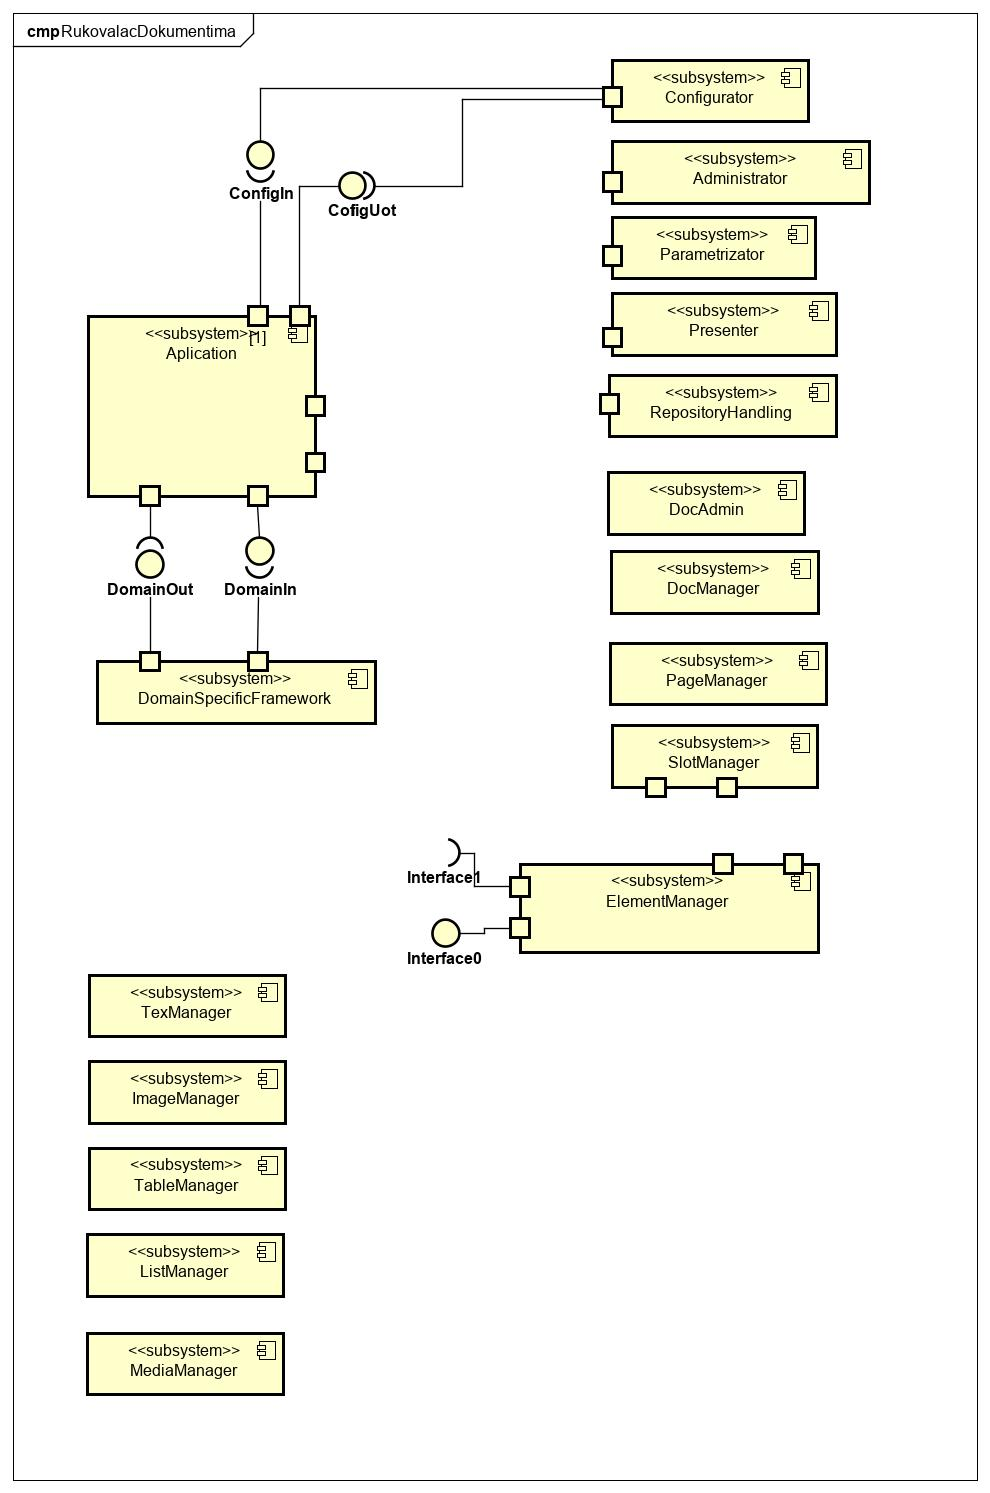 cmp RukovalacDokumentima
<<subsystem>>
Configurator
<<subsystem>>
Administrator
ConfigIn
CofigUot
<<subsystem>>
Parametrizator
<<subsystem>>
Presenter
<<subsystem>>
[1]
Aplication
<<subsystem>>
RepositoryHandling
<<subsystem>>
DocAdmin
<<subsystem>>
DocManager
DomainOut
DomainIn
<<subsystem>>
DomainSpecificFramework
<<subsystem>>
PageManager
<<subsystem>>
SlotManager
Interface1
<<subsystem>>
ElementManager
Interface0
<<subsystem>>
TexManager
<<subsystem>>
ImageManager
<<subsystem>>
TableManager
<<subsystem>>
ListManager
<<subsystem>>
MediaManager